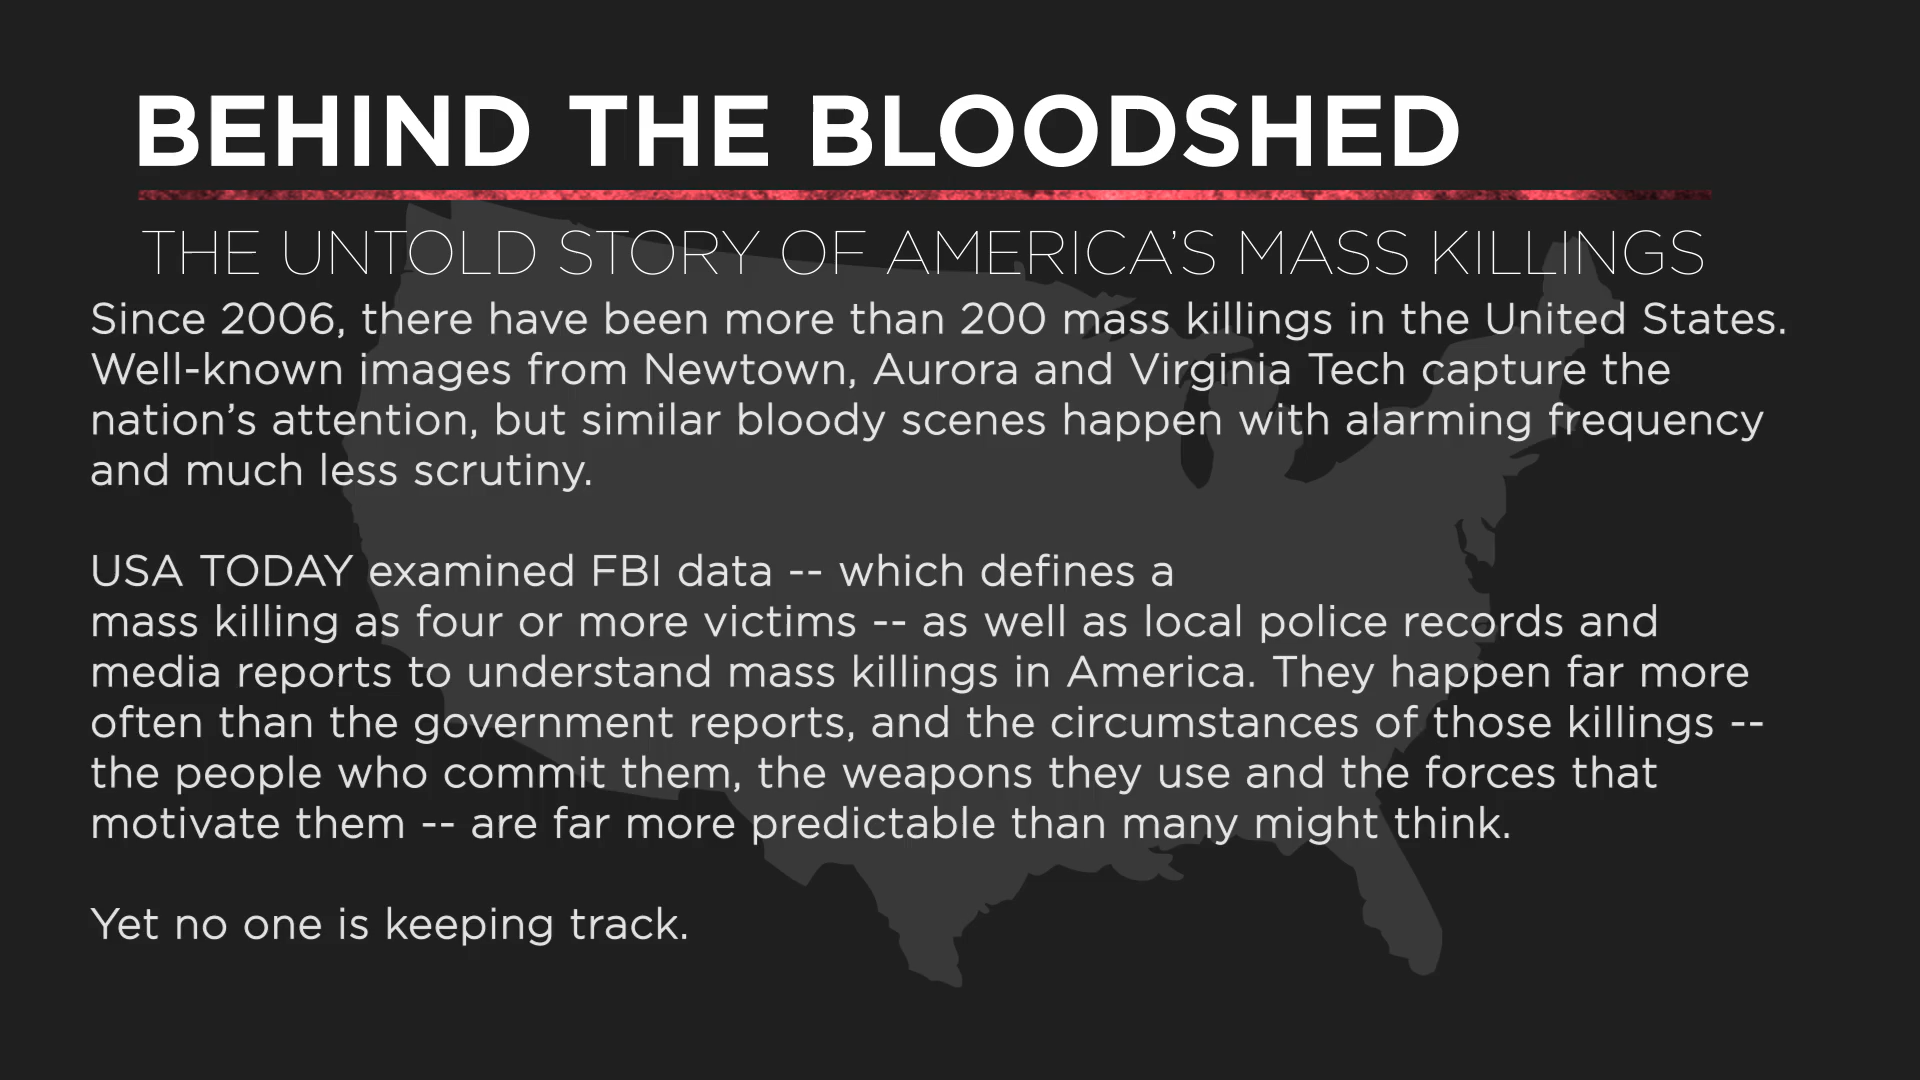 BEHIND THE BLOODSHED
THE UNTOLD STORY OF AMERICA’S MASS KILLINGS
Since 2006, there have been more than 200 mass killings in the United States.
Well-known images from Newtown, Aurora and Virginia Tech capture the
nation’s attention, but similar bloody scenes happen with alarming frequency
and much less scrutiny.
USA TODAY examined FBI data -- which defines a
mass killing as four or more victims -- as well as local police records and
media reports to understand mass killings in America. They happen far more
often than the government reports, and the circumstances of those killings --
the people who commit them, the weapons they use and the forces that
motivate them -- are far more predictable than many might think.
Yet no one is keeping track.